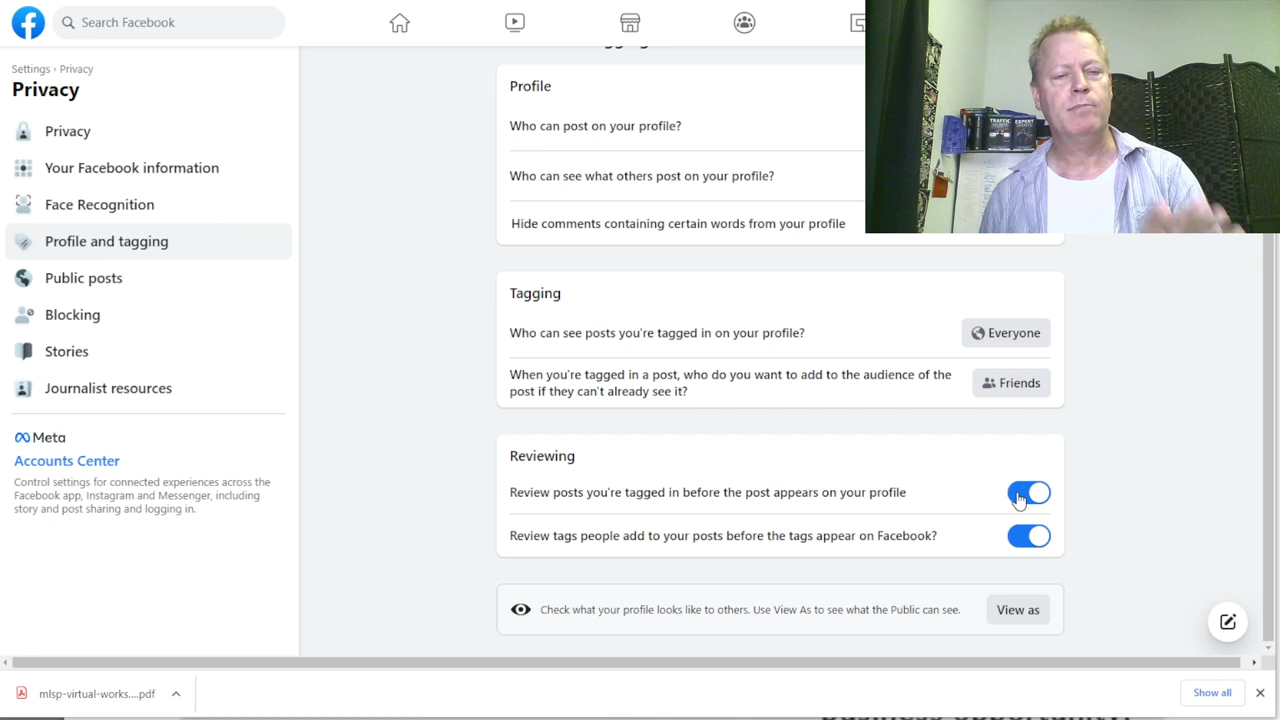 Search Facebook
Settings › Privacy
Privacy
Privacy
Your Facebook information
Face Recognition
Profile and tagging
Public posts
Blocking
Stories
Journalist resources
Meta
Accounts Center
Control settings for connected experiences across the
Facebook app, Instagram and Messenger, including
story and post sharing and logging in.
Profile
Who can post on your profile?
Who can see what others post on your profile?
Hide comments containing certain words from your profile
Tagging
Who can see posts you're tagged in on your profile?
Everyone
When you're tagged in a post, who do you want to add to the audience of the
post if they can't already see it?
Friends
Reviewing
Review posts you're tagged in before the post appears on your profile
Review tags people add to your posts before the tags appear on Facebook?
Check what your profile looks like to others. Use View As to see what the Public can see.
View as
TRAFFIC
SECRETS
EXPERT
SECRETS
mlsp-virtual-works....pdf
Show all